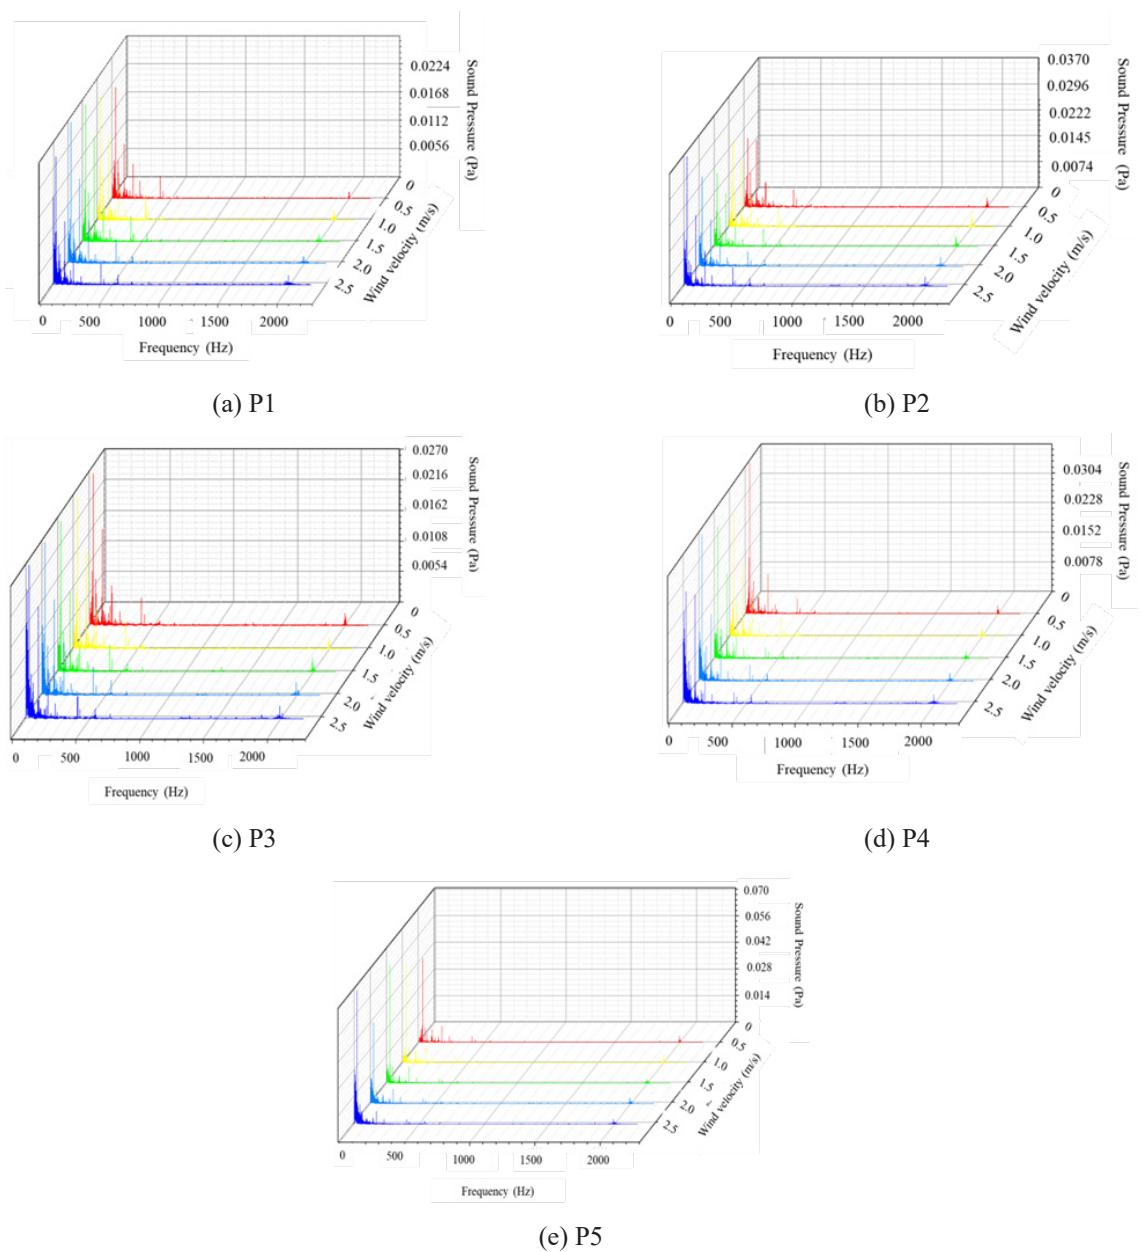 0.0224
0.0168
0.0112
0.0056
0
Sound Pressure (Pa)
0.5
1.0
1.5
2.0
2.5
Wind velocity (m/s)
0 500 1000 1500 2000
Frequency (Hz)
(a) P1
0.0370
0.0296
0.0222
0.0145
0.0074
0
Sound Pressure (Pa)
0.5
1.0
1.5
2.0
2.5
Wind velocity (m/s)
0 500 1000 1500 2000
Frequency (Hz)
(b) P2
0.0270
0.0216
0.0162
0.0108
0.0054
0
Sound Pressure (Pa)
0.5
1.0
1.5
2.0
2.5
Wind velocity (m/s)
0 500 1000 1500 2000
Frequency (Hz)
(c) P3
0.0304
0.0228
0.0152
0.0078
0
Sound Pressure (Pa)
0.5
1.0
1.5
2.0
2.5
Wind velocity (m/s)
0 500 1000 1500 2000
Frequency (Hz)
(d) P4
0.070
0.056
0.042
0.028
0.014
0
Sound Pressure (Pa)
0.5
1.0
1.5
2.0
2.5
Wind velocity (m/s)
0 500 1000 1500 2000
Frequency (Hz)
(e) P5